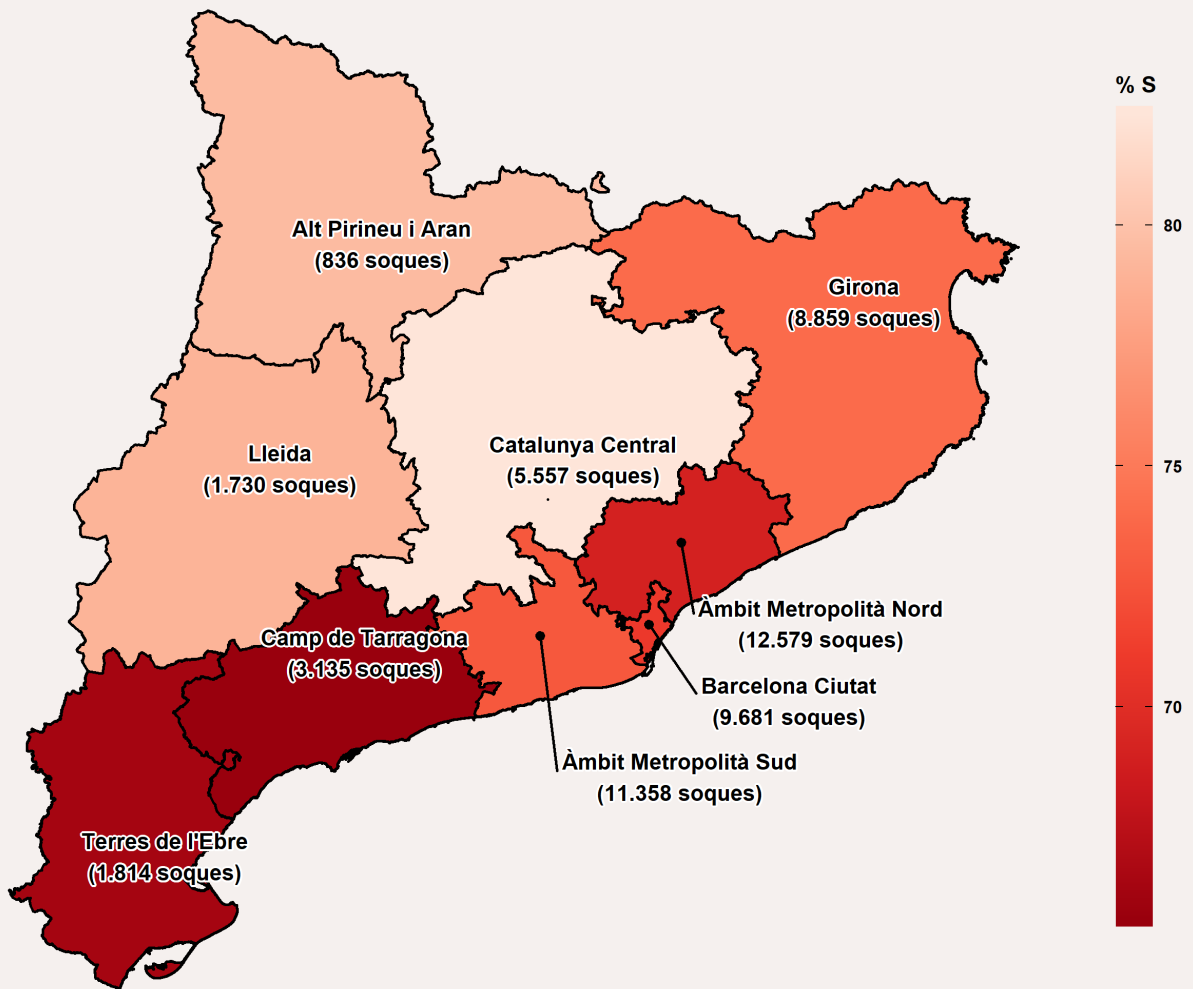 % S
80
75
70
Alt Pirineu i Aran
(836 soques)
Girona
(8.859 soques)
Catalunya Central
(5.557 soques)
Lleida
(1.730 soques)
Àmbit Metropolità Nord
(12.579 soques)
Camp de Tarragona
(3.135 soques)
Barcelona Ciutat
(9.681 soques)
Àmbit Metropolità Sud
(11.358 soques)
Terres de l'Ebre
(1.814 soques)